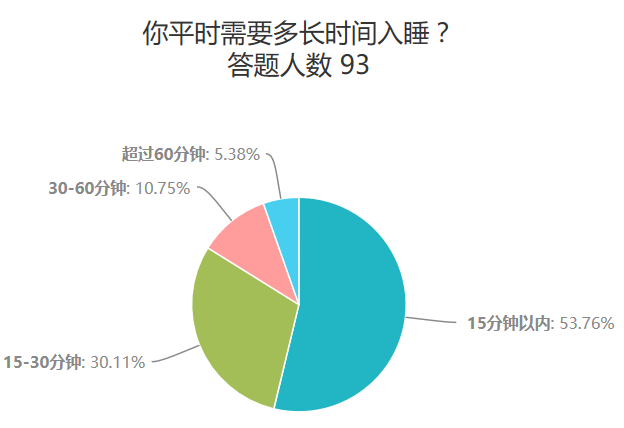 你平时需要多长时间入睡？
答题人数 93
超过60分钟: 5.38%
30-60分钟: 10.75%
15分钟以内: 53.76%
15-30分钟: 30.11%